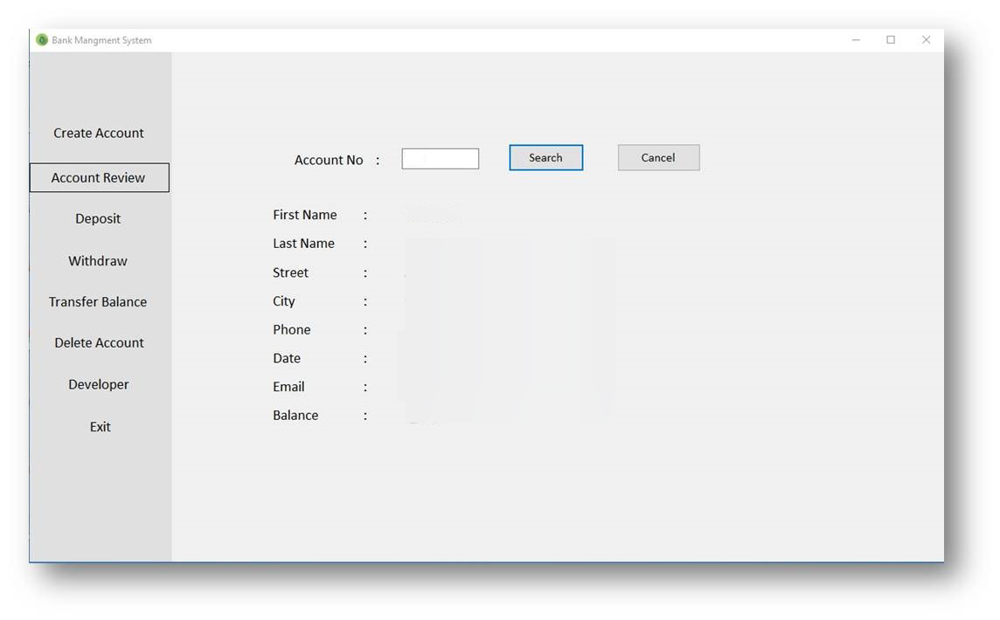 Bank Mangment System
Create Account
Account Review
Deposit
Withdraw
Transfer Balance
Delete Account
Developer
Exit
Account No :
Search
Cancel
First Name :
Last Name :
Street :
City :
Phone :
Date :
Email :
Balance :